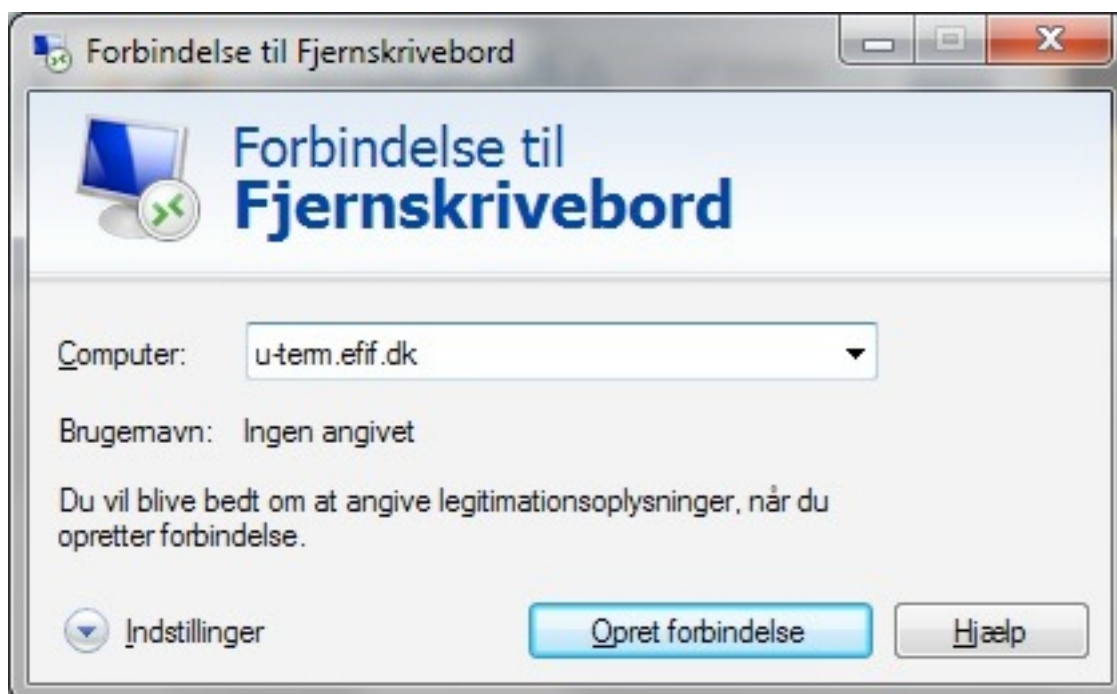 Forbindelse til Fjernskrivebord
Forbindelse til
Fjernskrivebord
Computer: u-term.efif.dk
Brugernavn: Ingen angivet
Du vil blive bedt om at angive legitimationsoplysninger, når du
opretter forbindelse.
Indstillinger Opret forbindelse Hjælp